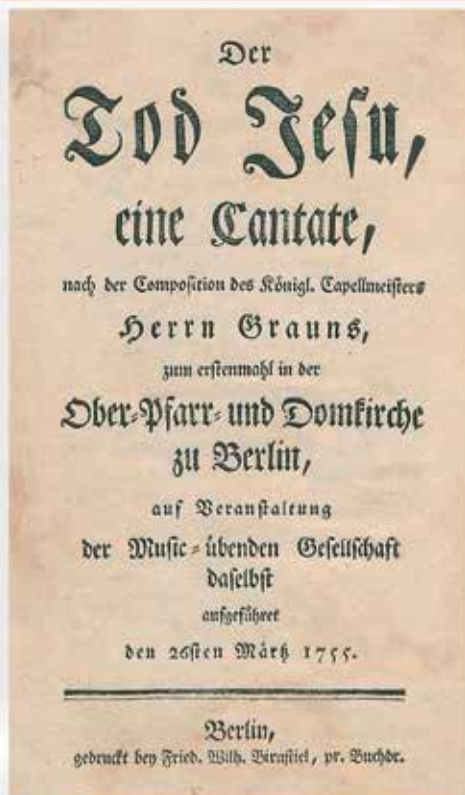 Der
Tod Jesu,
eine Cantate,
nach der Composition des Königl. Capellmeisters
Herrn Grauns,
zum erstenmahl in der
Ober-Pfarr- und Domkirche
zu Berlin,
auf Veranstaltung
der Music-übenden Gesellschaft
daselbst
aufgeführet
den 26sten Märtz 1755.
Berlin,
gedruckt bey Fried. Wilh. Birnstiel, pr. Buchdr.